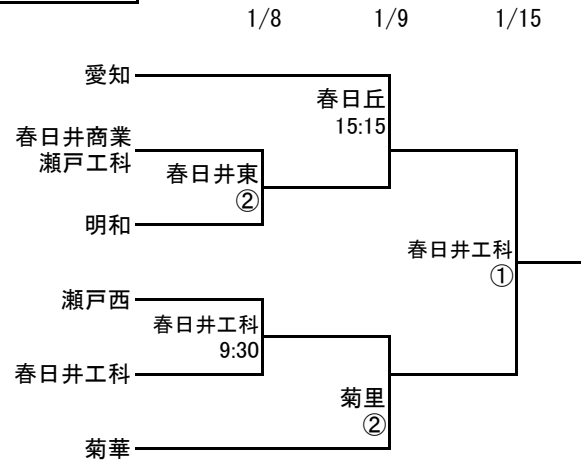 1/8 1/9 1/15
愛知
春日丘
15:15
春日井商業
瀬戸工科
春日井東
②
明和
春日井工科
①
瀬戸西
春日井工科
9:30
春日井工科
菊里
②
菊華